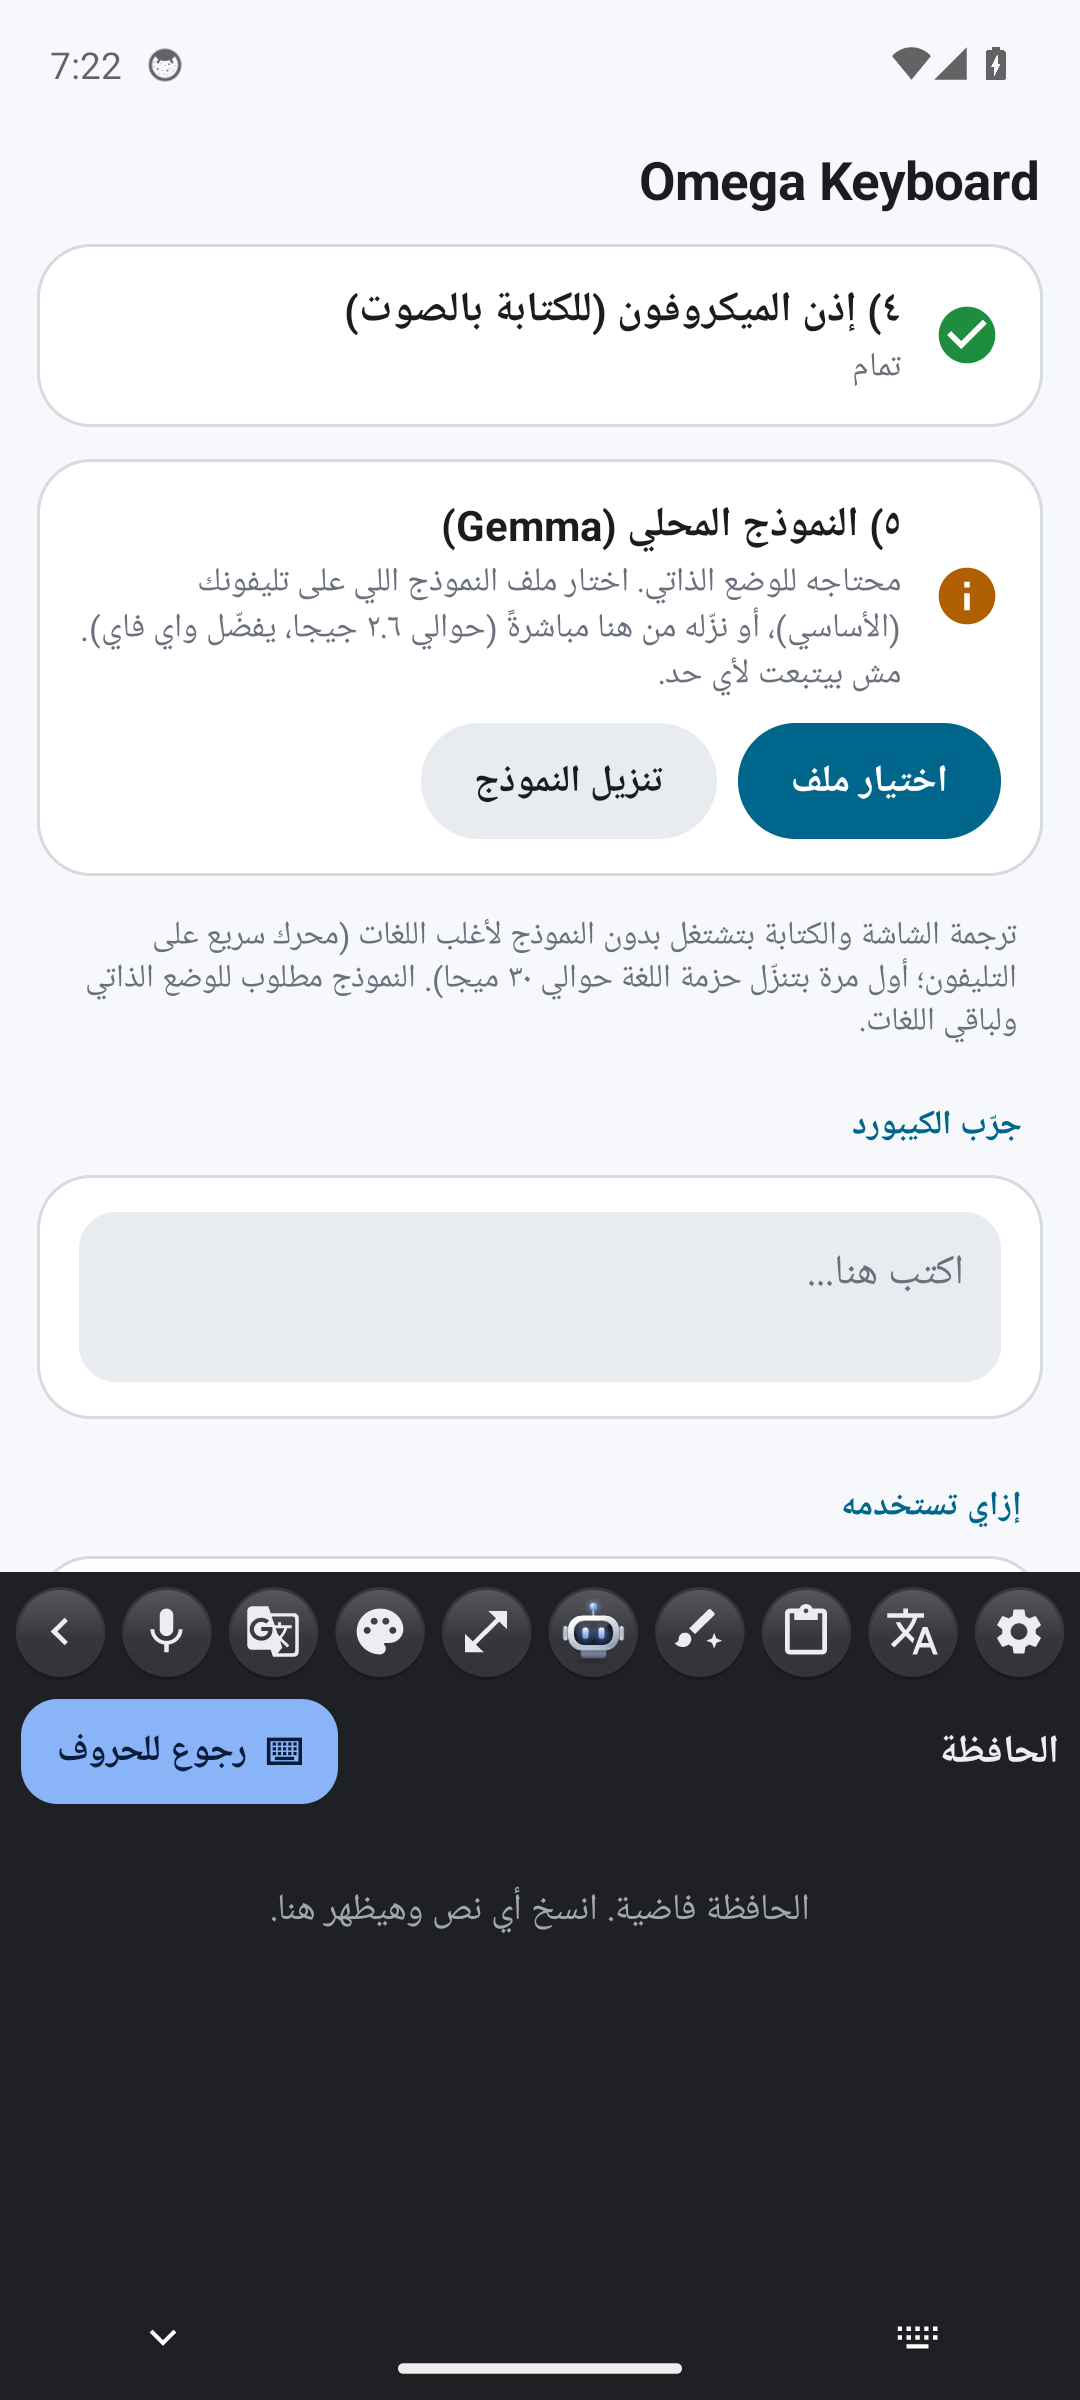 7:22
Omega Keyboard
٤) إذن الميكروفون (للكتابة بالصوت)
تمام
٥) النموذج المحلي (Gemma)
محتاجه للوضع الذاتي. اختار ملف النموذج اللي على تليفونك
(الأساسي)، أو نزّله من هنا مباشرةً (حوالي ٢.٦ جيجا، يفضّل واي فاي).
مش بيتبعت لأي حد.
اختيار ملف
تنزيل النموذج
ترجمة الشاشة والكتابة بتشتغل بدون النموذج لأغلب اللغات (محرك سريع على
التليفون؛ أول مرة بتنزّل حزمة اللغة حوالي ٣٠ ميجا). النموذج مطلوب للوضع الذاتي
ولباقي اللغات.
جرّب الكيبورد
اكتب هنا...
إزاي تستخدمه
الحافظة
رجوع للحروف
الحافظة فاضية. انسخ أي نص وهيظهر هنا.